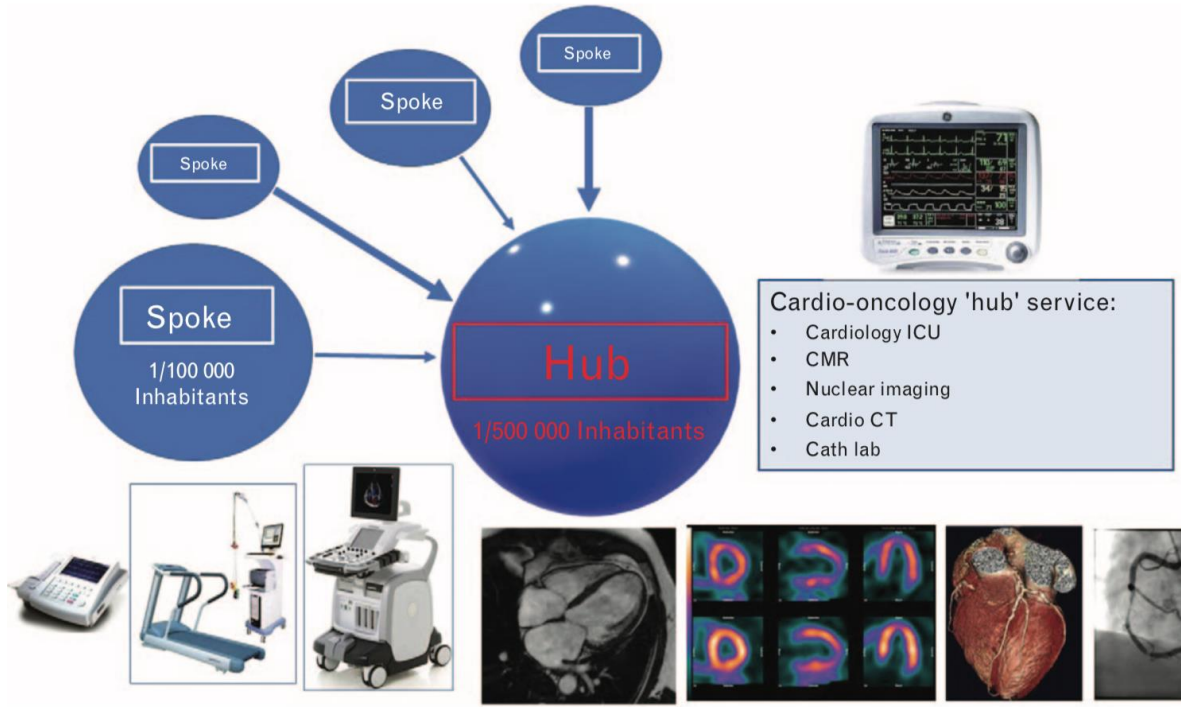 Spoke
Spoke
Spoke
Spoke
1/100 000
Inhabitants
Hub
1/500 000 Inhabitants
71
Cardio-oncology 'hub' service:
• Cardiology ICU
• CMR
• Nuclear imaging
• Cardio CT
• Cath lab